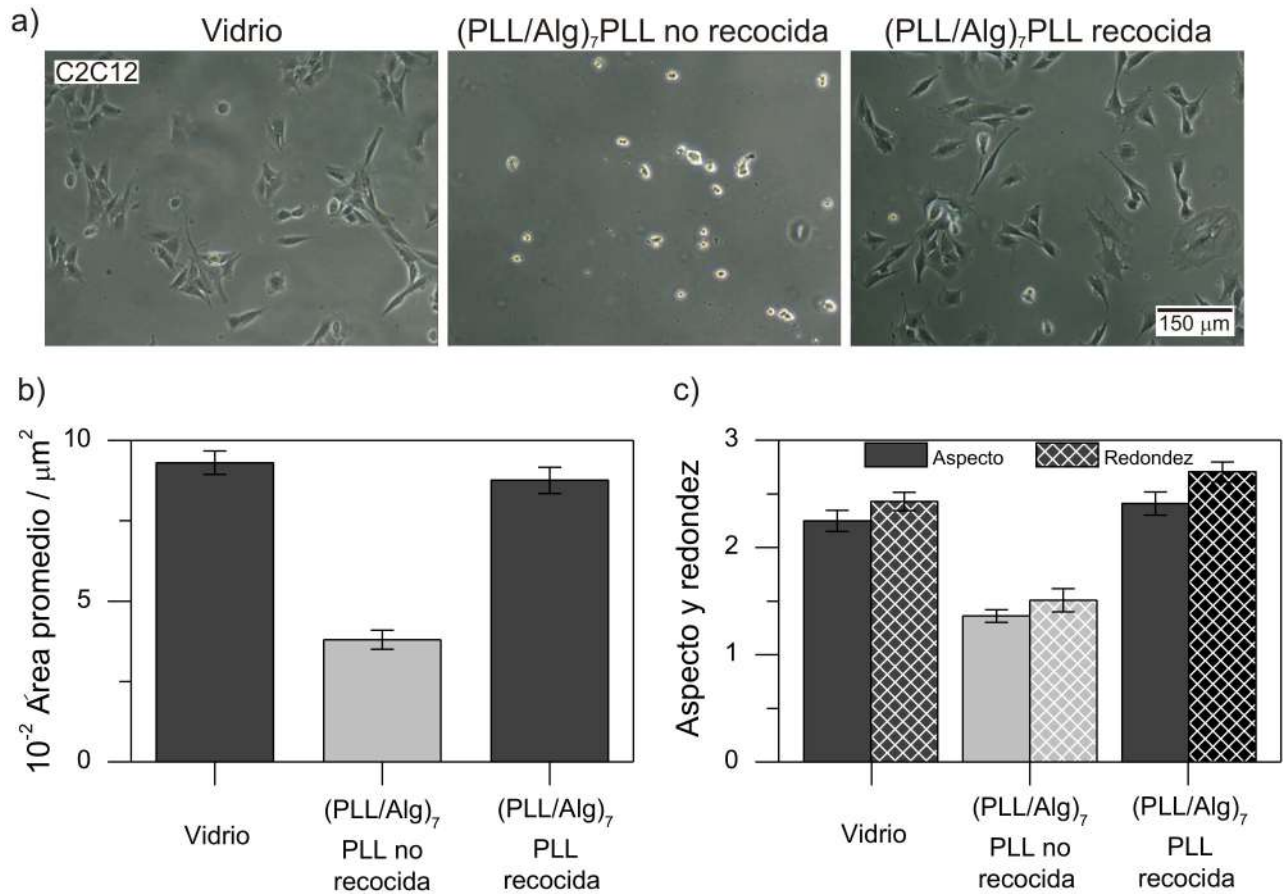 a)
Vidrio
(PLL/Alg)₇PLL no recocida
(PLL/Alg)₇PLL recocida
C2C12
150 μm
b)
10⁻² Área promedio / μm²
10
5
0
Vidrio
(PLL/Alg)₇
PLL no
recocida
(PLL/Alg)₇
PLL
recocida
c)
Aspecto y redondez
3
2
1
0
Aspecto
Redondez
Vidrio
(PLL/Alg)₇
PLL no
recocida
(PLL/Alg)₇
PLL
recocida